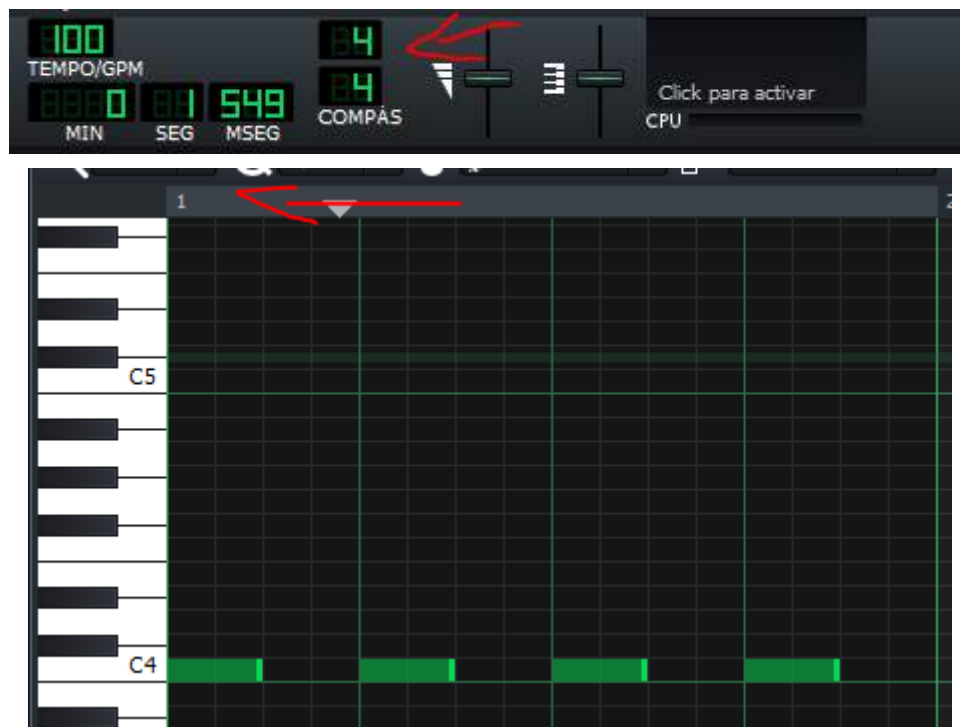 100
4
TEMPO/GPM
4
0 1 549
COMPÁS
MIN SEG MSEG
Click para activar
CPU
1
2
C5
C4